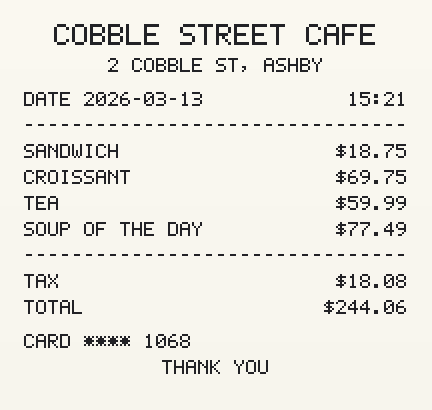 COBBLE STREET CAFE
2 COBBLE ST, ASHBY
DATE 2026-03-13 15:21
--------------------------------
SANDWICH $18.75
CROISSANT $69.75
TEA $59.99
SOUP OF THE DAY $77.49
--------------------------------
TAX $18.08
TOTAL $244.06
CARD **** 1068
THANK YOU